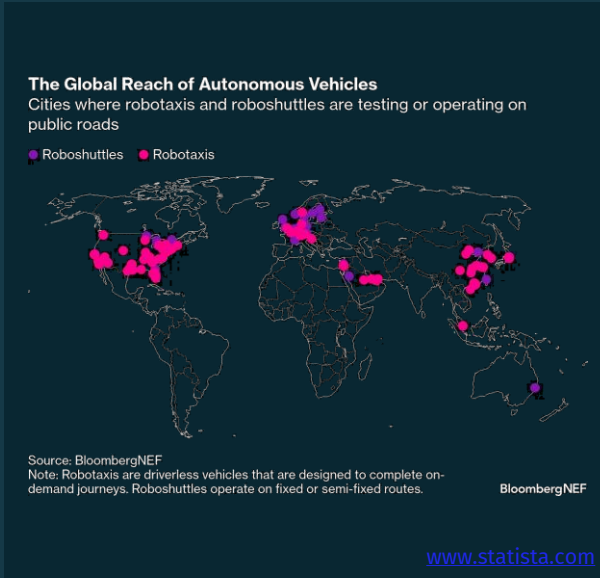 The Global Reach of Autonomous Vehicles
Cities where robotaxis and roboshuttles are testing or operating on
public roads
Roboshuttles Robotaxis
Source: BloombergNEF
Note: Robotaxis are driverless vehicles that are designed to complete on-
demand journeys. Roboshuttles operate on fixed or semi-fixed routes.
BloombergNEF
www.statista.com